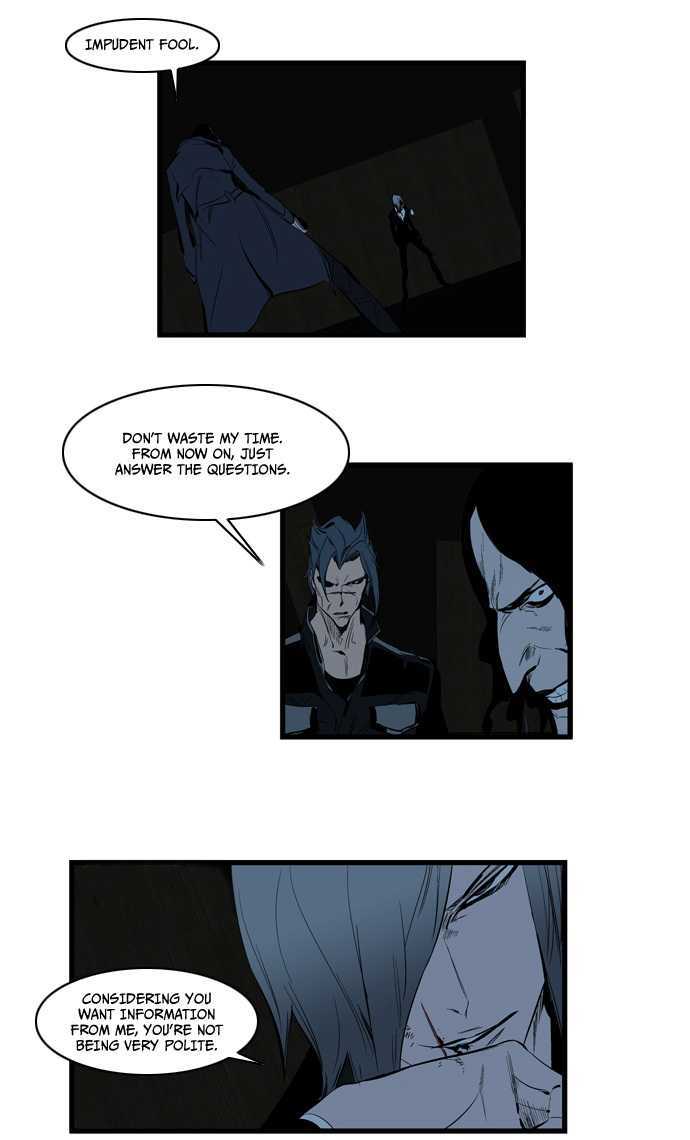 IMPUDENT FOOL.
DON'T WASTE MY TIME.
FROM NOW ON, JUST
ANSWER THE QUESTIONS.
CONSIDERING YOU
WANT INFORMATION
FROM ME, YOU'RE NOT
BEING VERY POLITE.